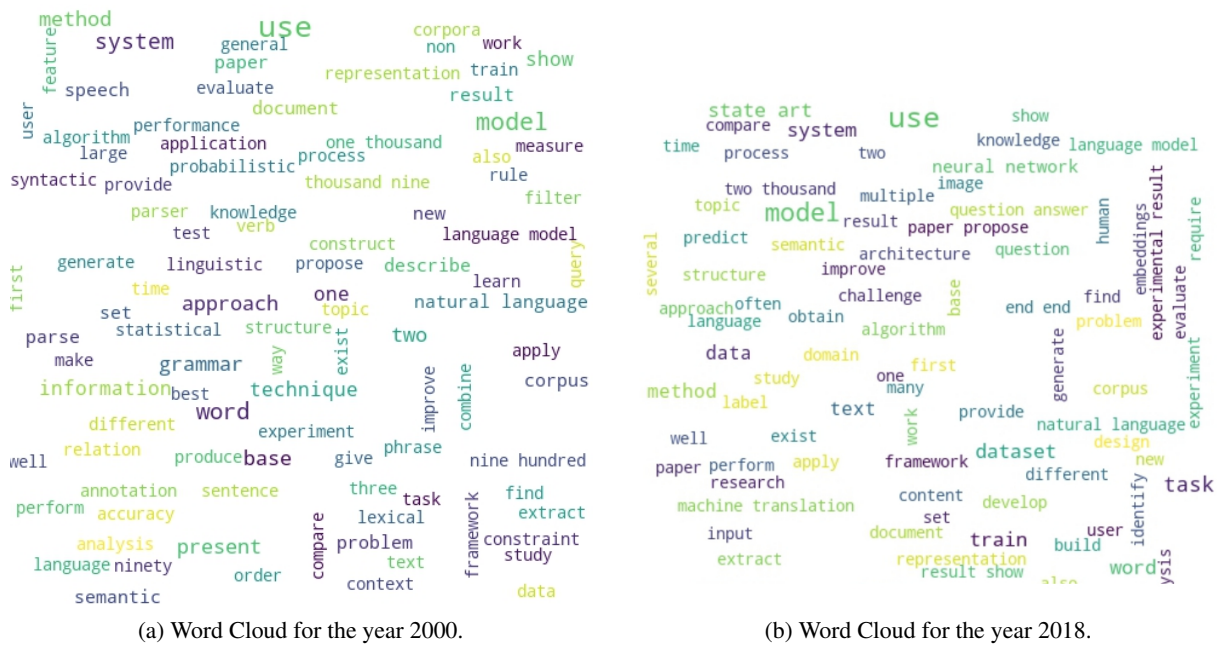 method
use
system
general
corpora
non
work
feature
paper
show
representation
train
speech
evaluate
result
document
user
performance
model
algorithm
application
one thousand
measure
large
process
also
probabilistic
rule
syntactic
provide
thousand nine
filter
parser
knowledge
new
verb
test
language model
construct
query
generate
linguistic
propose
describe
first
learn
time
approach
one
natural language
set
topic
statistical
structure
two
parse
exist
make
way
apply
grammar
information
best
technique
improve
combine
corpus
word
different
experiment
relation
phrase
well
produce
base
give
nine hundred
annotation
sentence
three
task
find
perform
accuracy
lexical
framework
extract
analysis
present
compare
problem
constraint
study
language
ninety
order
text
context
semantic
data
(a) Word Cloud for the year 2000.
state art
use
show
compare
system
time
process
two
knowledge
language model
neural network
two thousand
multiple
image
topic
model
result
question answer
paper propose
human
embeddings
experimental result
require
predict
semantic
several
architecture
question
structure
improve
evaluate
approach
often
challenge
base
end end
find
language
obtain
algorithm
problem
data
domain
first
generate
experiment
study
one
many
method
label
corpus
text
work
provide
natural language
well
exist
dataset
design
paper
perform
apply
framework
new
research
different
identify
task
content
machine translation
develop
set
input
document
user
train
build
extract
representation
result show
word
ysis
also
(b) Word Cloud for the year 2018.